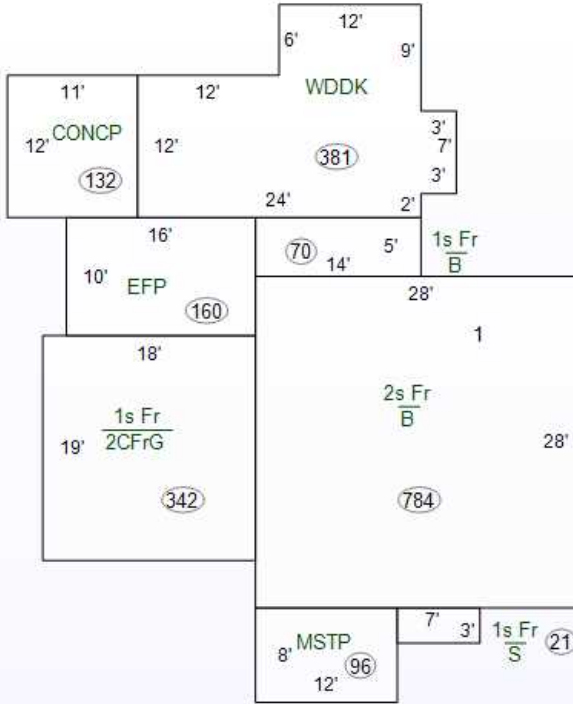 12'
6'
9'
WDDK
11'
12'
CONCP
12'
12'
3'
7'
3'
381
132
24'
2'
16'
70
5'
14'
1s Fr
B
10'
EFP
160
28'
1
18'
1s Fr
2CFrG
19'
342
2s Fr
B
28'
784
7'
3'
1s Fr
S
21
MSTP
8'
96
12'